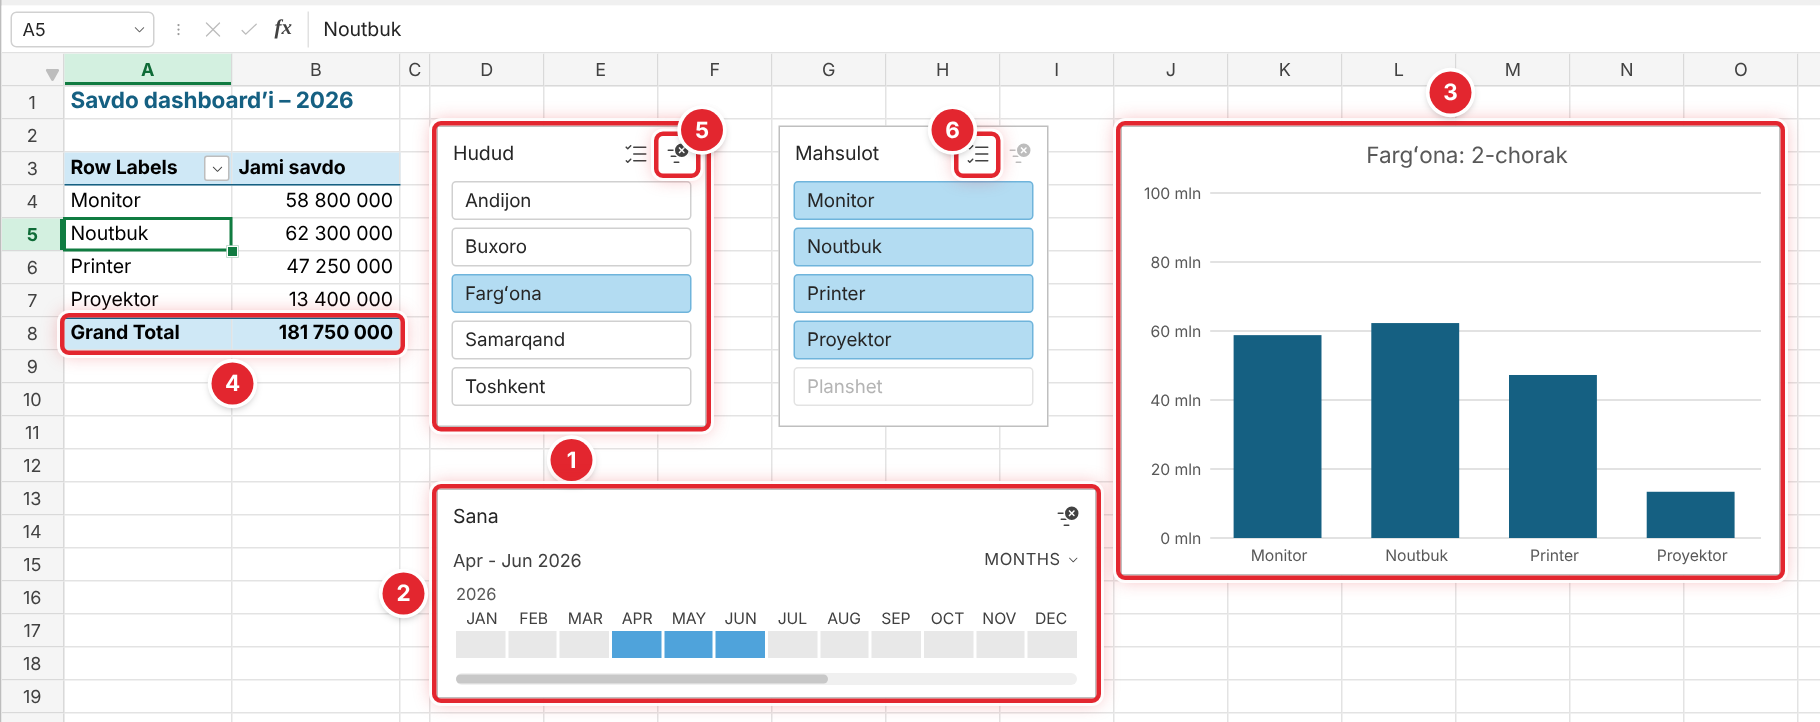 A5
fx
Noutbuk
A B C D E F G H I J K L M N O
1 Savdo dashboard’i – 2026
2
3 Row Labels Jami savdo
4 Monitor 58 800 000
5 Noutbuk 62 300 000
6 Printer 47 250 000
7 Proyektor 13 400 000
8 Grand Total 181 750 000
9
10
11
12
13
14
15
16
17
18
19
4
5
Hudud
Andijon
Buxoro
Farg‘ona
Samarqand
Toshkent
1
6
Mahsulot
Monitor
Noutbuk
Printer
Proyektor
Planshet
2
Sana
Apr - Jun 2026 MONTHS
2026
JAN FEB MAR APR MAY JUN JUL AUG SEP OCT NOV DEC
3
Farg‘ona: 2-chorak
100 mln
80 mln
60 mln
40 mln
20 mln
0 mln
Monitor Noutbuk Printer Proyektor